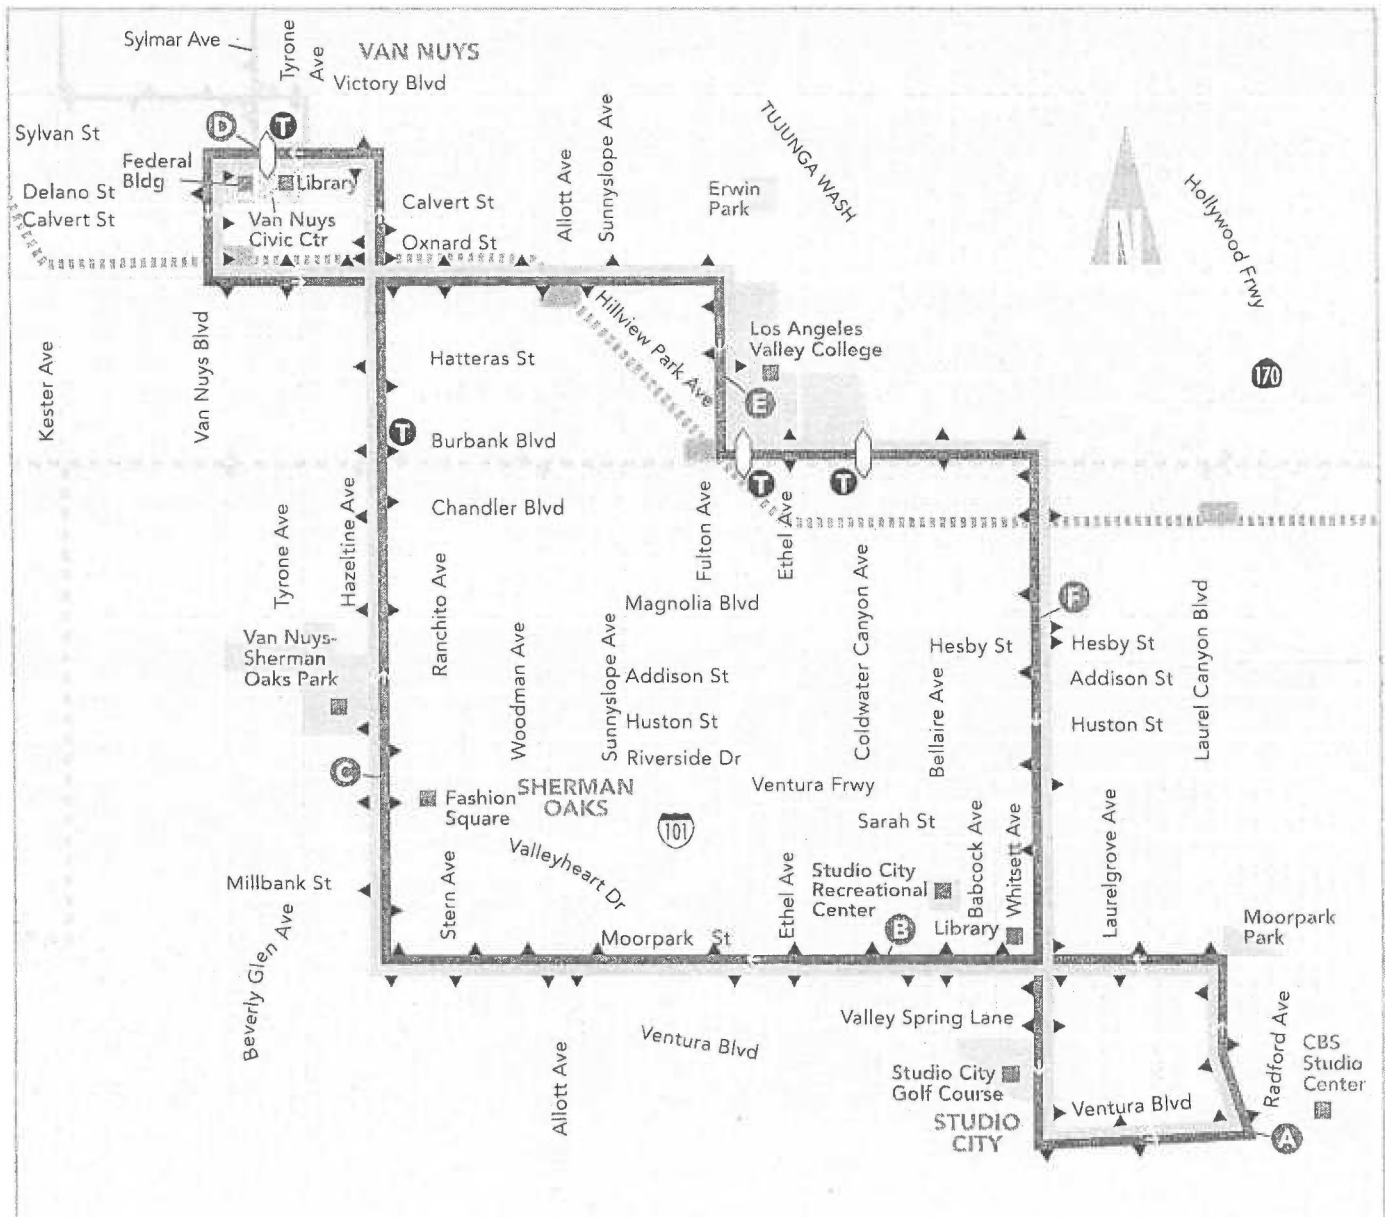 Sylmar Ave
Tyrone
Ave
VAN NUYS
Victory Blvd
Sylvan St
D
T
Federal
Bldg
Library
Delano St
Calvert St
Van Nuys
Civic Ctr
Calvert St
Oxnard St
Allott Ave
Sunnyslope Ave
Erwin
Park
TUJUNGA WASH
Hollywood Frwy
170
Kester Ave
Van Nuys Blvd
Hatteras St
Hillview Park Ave
Los Angeles
Valley College
E
T
Burbank Blvd
T
T
Chandler Blvd
Tyrone Ave
Hazeltine Ave
Ranchito Ave
Fulton Ave
Ethel Ave
Coldwater Canyon Ave
F
Magnolia Blvd
Van Nuys-
Sherman
Oaks Park
Woodman Ave
Sunnyslope Ave
Addison St
Huston St
Riverside Dr
Hesby St
Bellaire Ave
Hesby St
Addison St
Huston St
Laurel Canyon Blvd
C
Fashion
Square
SHERMAN
OAKS
Ventura Frwy
101
Sarah St
Valleyheart Dr
Millbank St
Stern Ave
Beverly Glen Ave
Moorpark St
Ethel Ave
Studio City
Recreational
Center
B
Library
Babcock Ave
Whitsett Ave
Laurelgrove Ave
Moorpark
Park
Allott Ave
Ventura Blvd
Valley Spring Lane
Studio City
Golf Course
STUDIO
CITY
Ventura Blvd
Radford Ave
CBS
Studio
Center
A